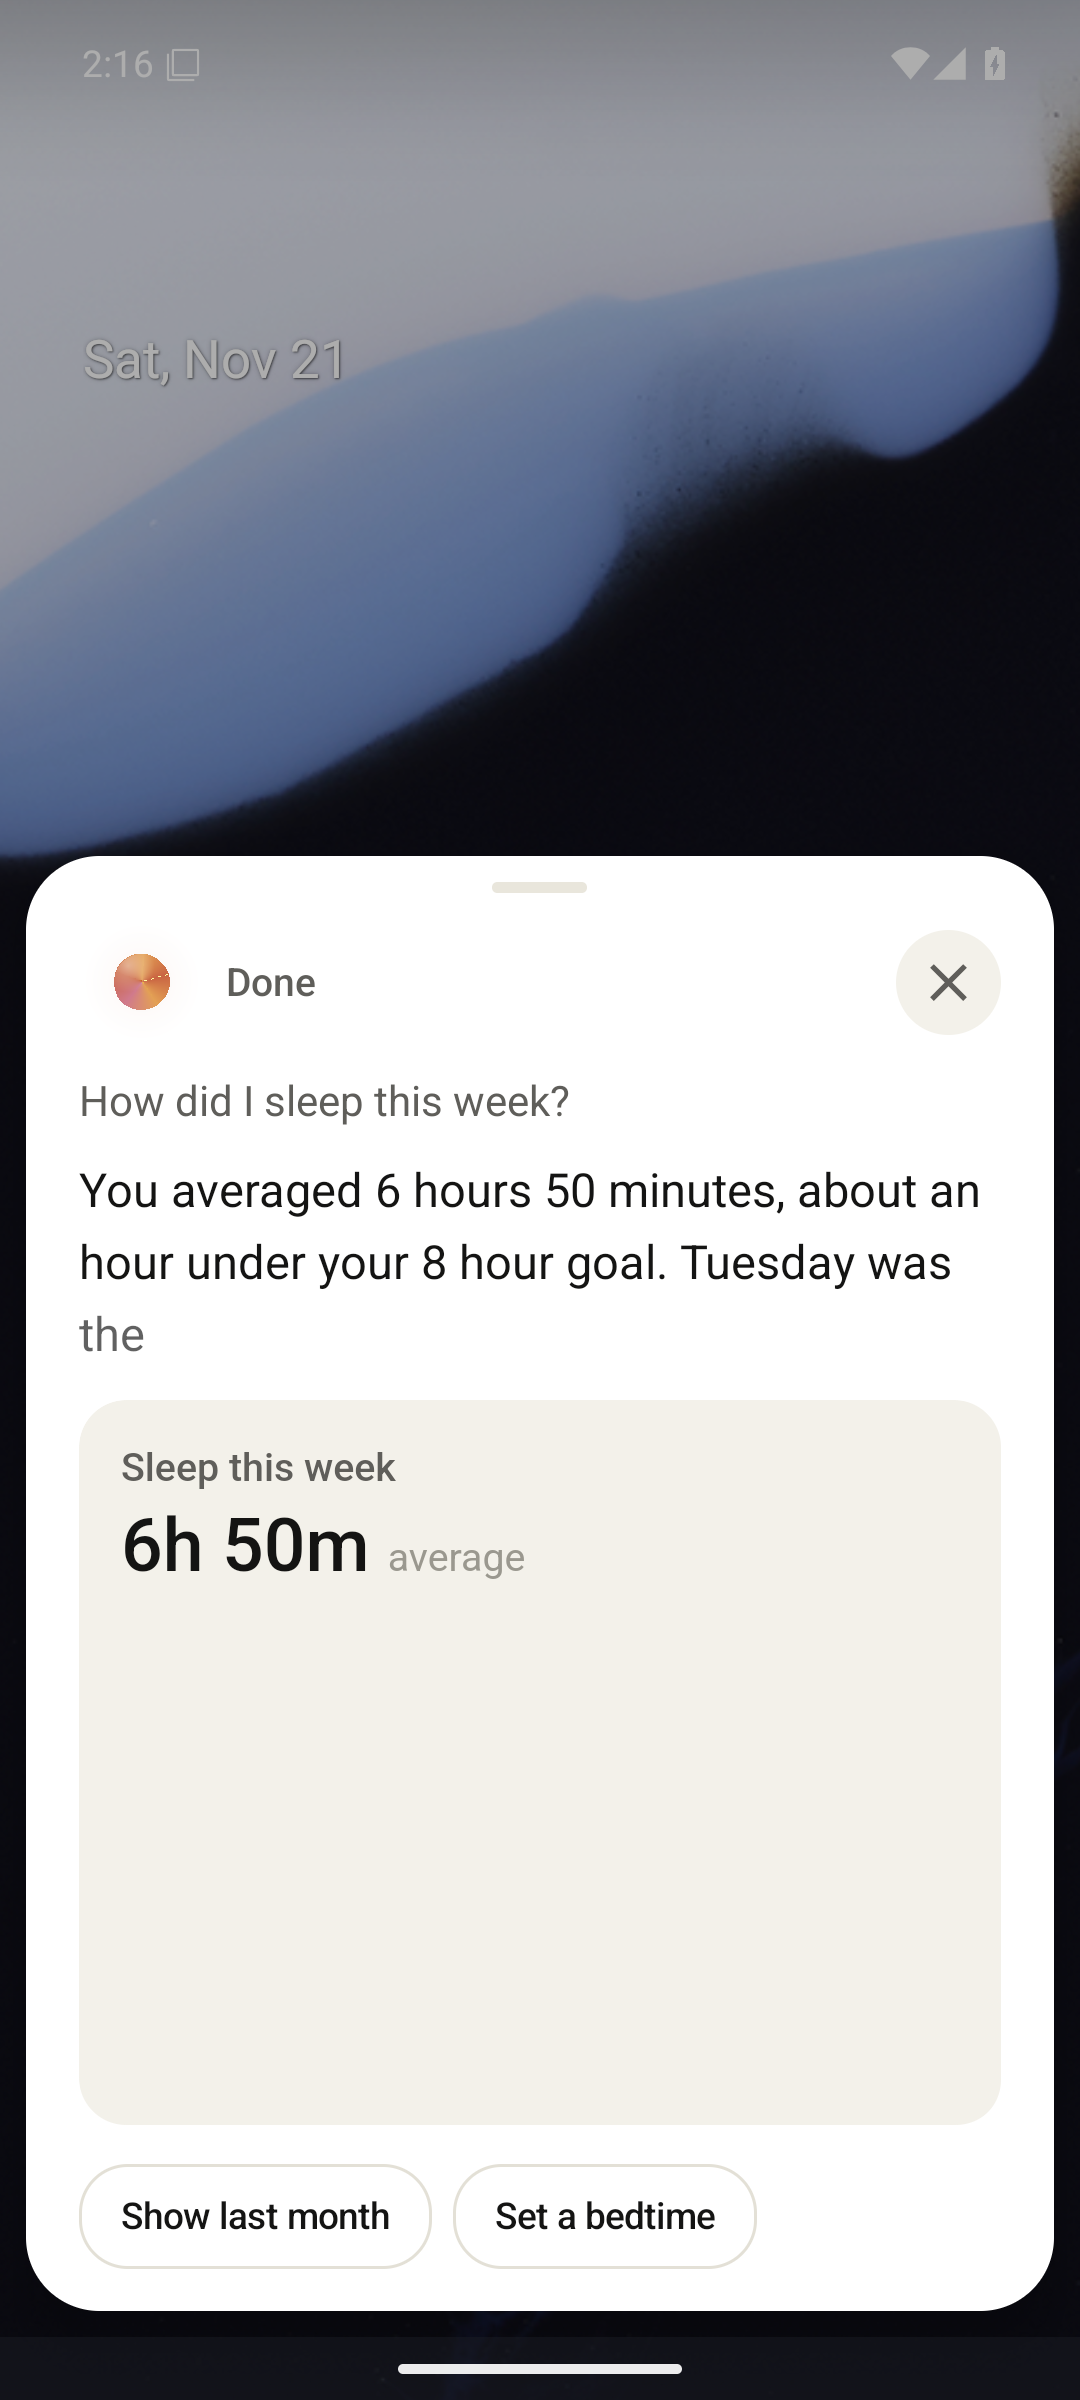 2:16
Sat, Nov 21
Done
How did I sleep this week?
You averaged 6 hours 50 minutes, about an
hour under your 8 hour goal. Tuesday was
the
Sleep this week
6h 50m average
Show last month
Set a bedtime